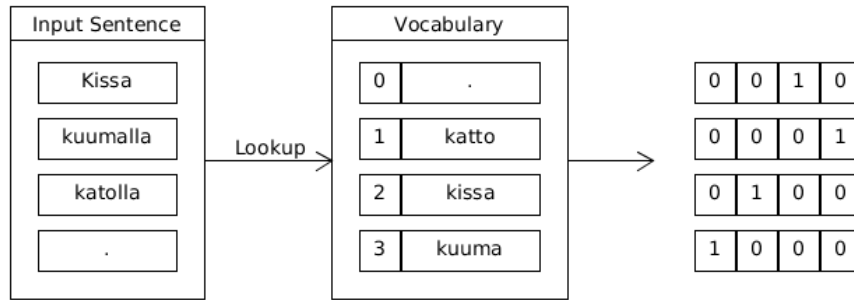 Input Sentence
Kissa
kuumalla
katolla
.
Lookup
Vocabulary
0 .
1 katto
2 kissa
3 kuuma
0 0 1 0
0 0 0 1
0 1 0 0
1 0 0 0